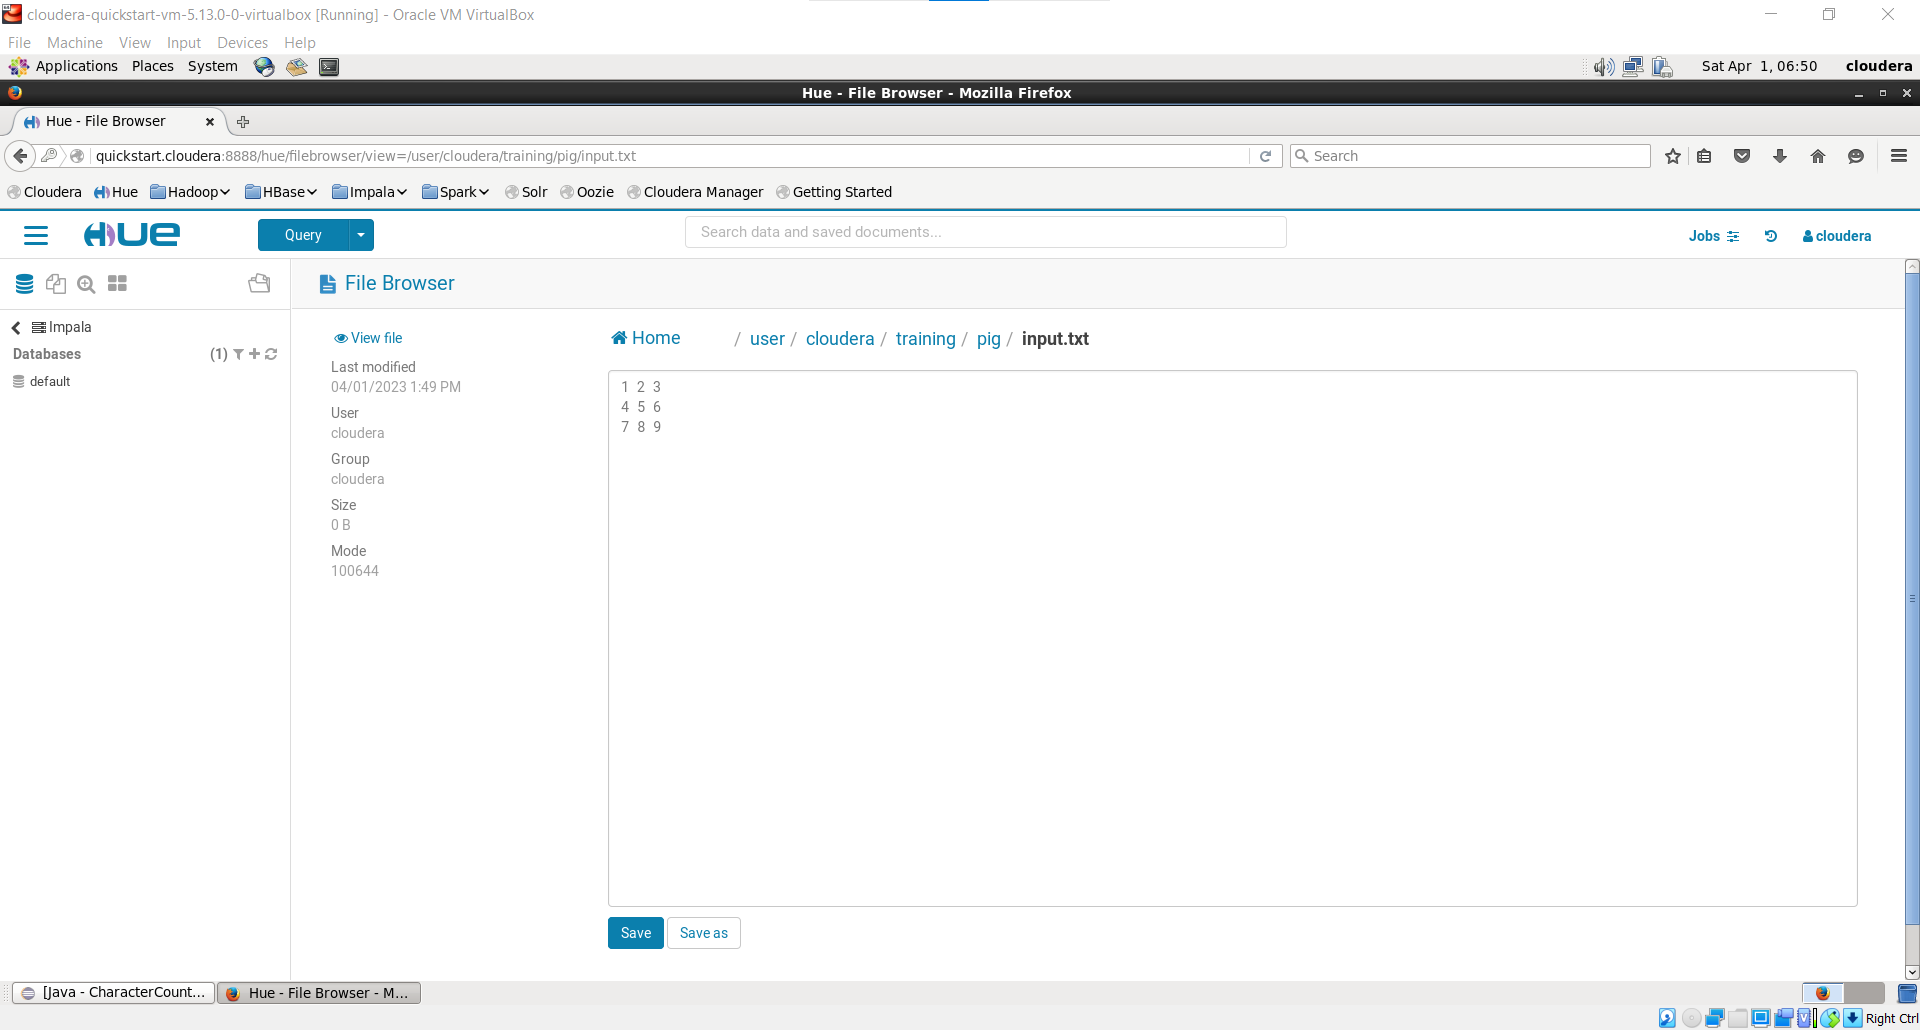 cloudera-quickstart-vm-5.13.0-0-virtualbox [Running] - Oracle VM VirtualBox
File Machine View Input Devices Help
Applications Places System Sat Apr 1, 06:50 cloudera
Hue - File Browser - Mozilla Firefox
Hue - File Browser
quickstart.cloudera:8888/hue/filebrowser/view=/user/cloudera/training/pig/input.txt Search
Cloudera Hue Hadoop HBase Impala Spark Solr Oozie Cloudera Manager Getting Started
HUE Query Search data and saved documents... Jobs cloudera
File Browser
Impala
Databases (1)
default
View file
Last modified
04/01/2023 1:49 PM
User
cloudera
Group
cloudera
Size
0 B
Mode
100644
Home / user / cloudera / training / pig / input.txt
1 2 3
4 5 6
7 8 9
Save Save as
[Java - CharacterCount... Hue - File Browser - M...
Right Ctrl